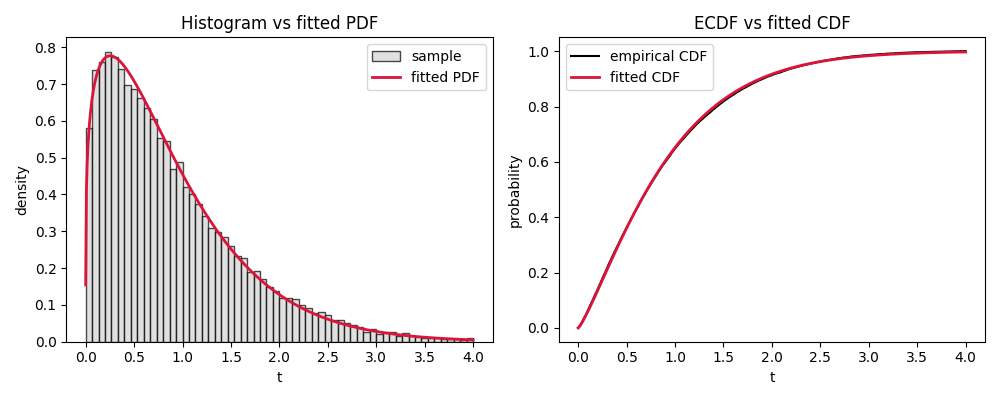 Histogram vs fitted PDF
sample
fitted PDF
density
0.8
0.7
0.6
0.5
0.4
0.3
0.2
0.1
0.0
0.0 0.5 1.0 1.5 2.0 2.5 3.0 3.5 4.0
t
ECDF vs fitted CDF
empirical CDF
fitted CDF
probability
1.0
0.8
0.6
0.4
0.2
0.0
0.0 0.5 1.0 1.5 2.0 2.5 3.0 3.5 4.0
t